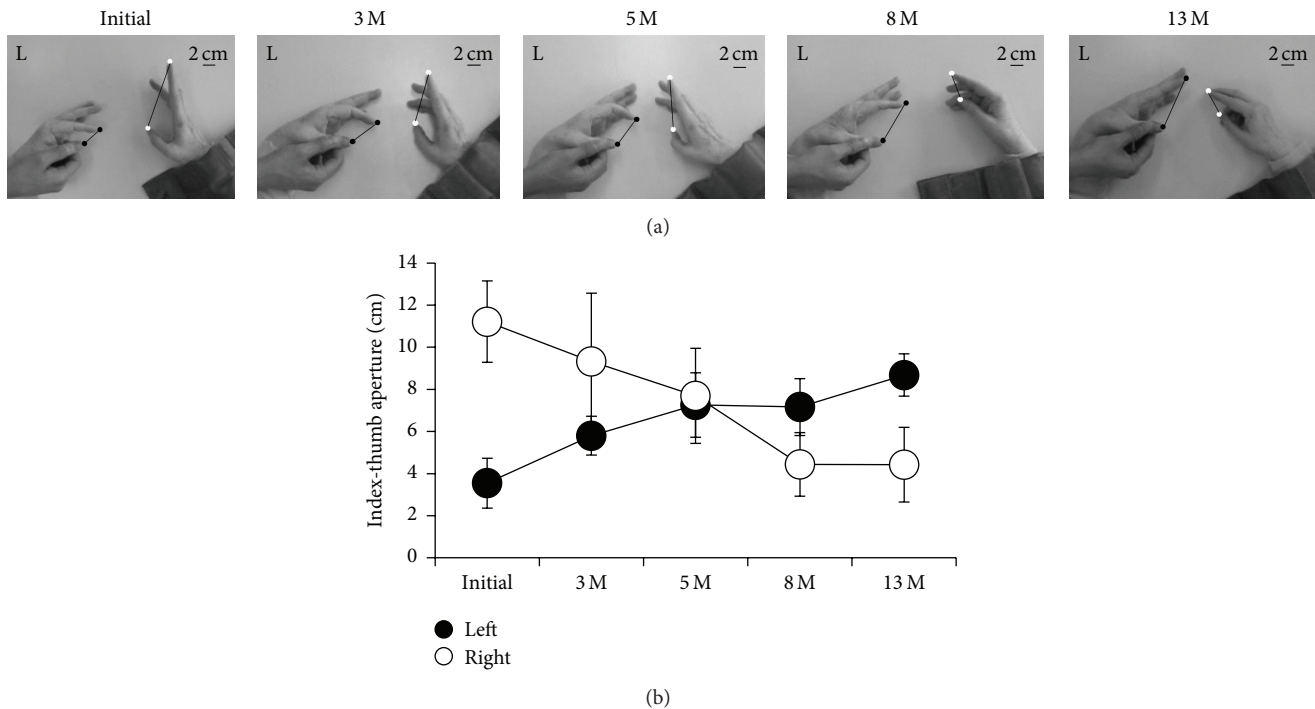 Initial 3 M 5 M 8 M 13 M
L 2 cm L 2 cm L 2 cm L 2 cm L 2 cm
(a)
14
12
10
8
6
4
2
0
Index-thumb aperture (cm)
Initial 3 M 5 M 8 M 13 M
Left
Right
(b)